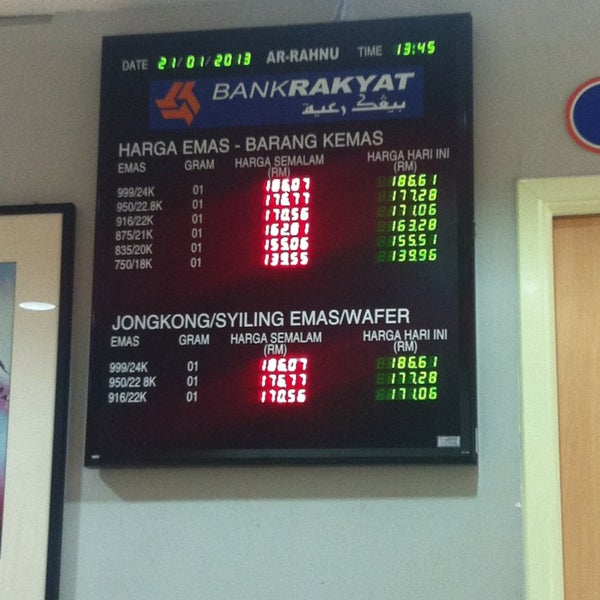 DATE 21/01/2013 AR-RAHNU TIME 13:45
BANKRAKYAT
بيڠک رعية
HARGA EMAS - BARANG KEMAS
EMAS GRAM HARGA SEMALAM (RM) HARGA HARI INI (RM)
999/24K 01 186.07 186.61
950/22.8K 01 176.77 177.28
916/22K 01 170.56 171.06
875/21K 01 162.81 163.28
835/20K 01 155.06 155.51
750/18K 01 139.55 139.96
JONGKONG/SYILING EMAS/WAFER
EMAS GRAM HARGA SEMALAM (RM) HARGA HARI INI (RM)
999/24K 01 186.07 186.61
950/22.8K 01 176.77 177.28
916/22K 01 170.56 171.06